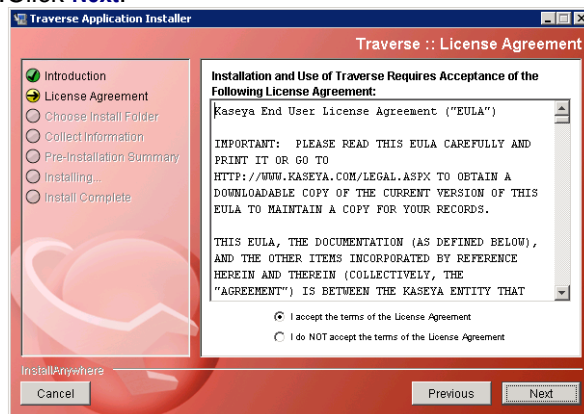 Click Next.
Traverse Application Installer
Traverse :: License Agreement
Introduction
License Agreement
Choose Install Folder
Collect Information
Pre-Installation Summary
Installing...
Install Complete
Installation and Use of Traverse Requires Acceptance of the
Following License Agreement:
Kaseya End User License Agreement ("EULA")
IMPORTANT: PLEASE READ THIS EULA CAREFULLY AND
PRINT IT OR GO TO
HTTP://WWW.KASEYA.COM/LEGAL.ASPX TO OBTAIN A
DOWNLOADABLE COPY OF THE CURRENT VERSION OF THIS
EULA TO MAINTAIN A COPY FOR YOUR RECORDS.
THIS EULA, THE DOCUMENTATION (AS DEFINED BELOW),
AND THE OTHER ITEMS INCORPORATED BY REFERENCE
HEREIN AND THEREIN (COLLECTIVELY, THE
"AGREEMENT") IS BETWEEN THE KASEYA ENTITY THAT
I accept the terms of the License Agreement
I do NOT accept the terms of the License Agreement
InstallAnywhere
Cancel
Previous
Next